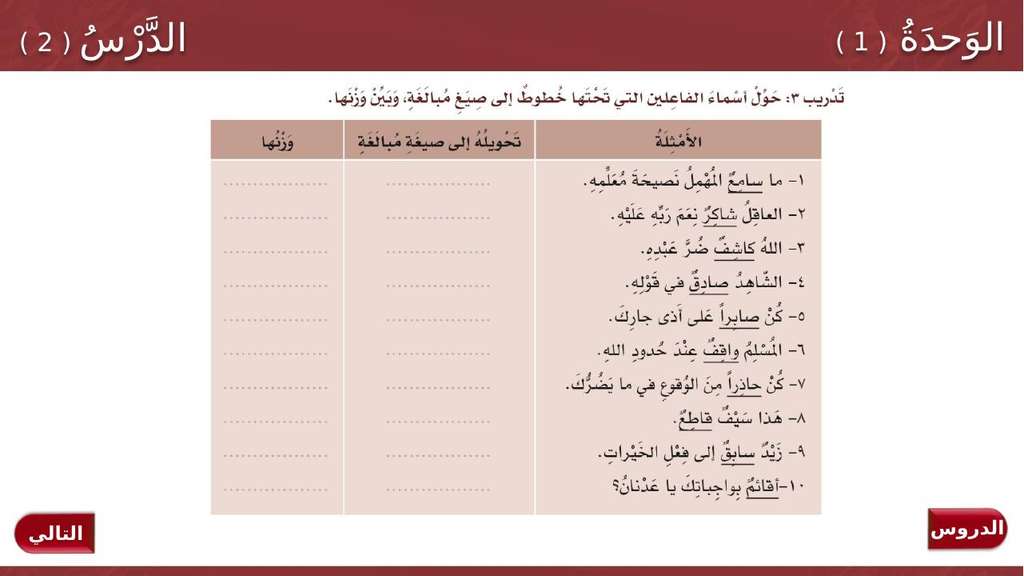 الوَحدَةُ ( 1 )
الدَّرْسُ ( 2 )
تَدْريب ٣: حَوِّلْ أسْماءَ الفاعِلين التي تَحْتَها خُطوطٌ إلى صِيَغِ مُبالَغَةٍ، وَبَيِّنْ وَزْنَها.
الأَمْثِلَةُ تَحْويلُهُ إلى صيغَةِ مُبالَغَةٍ وَزْنُها
١- ما سامِعٌ المُهْمِلُ نَصيحَةَ مُعَلِّمِهِ. .................. ..................
٢- العاقِلُ شاكِرٌ نِعَمَ رَبِّهِ عَلَيْهِ. .................. ..................
٣- اللهُ كاشِفٌ ضُرَّ عَبْدِهِ. .................. ..................
٤- الشّاهِدُ صادِقٌ في قَوْلِهِ. .................. ..................
٥- كُنْ صابِراً عَلى أذى جارِكَ. .................. ..................
٦- المُسْلِمُ واقِفٌ عِنْدَ حُدودِ اللهِ. .................. ..................
٧- كُنْ حاذِراً مِنَ الوُقوعِ في ما يَضُرُّكَ. .................. ..................
٨- هَذا سَيْفٌ قاطِعٌ. .................. ..................
٩- زَيْدٌ سابِقٌ إلى فِعْلِ الخَيْراتِ. .................. ..................
١٠-أقائمٌ بِواجِباتِكَ يا عَدْنانُ؟ .................. ..................
الدروس
التالي